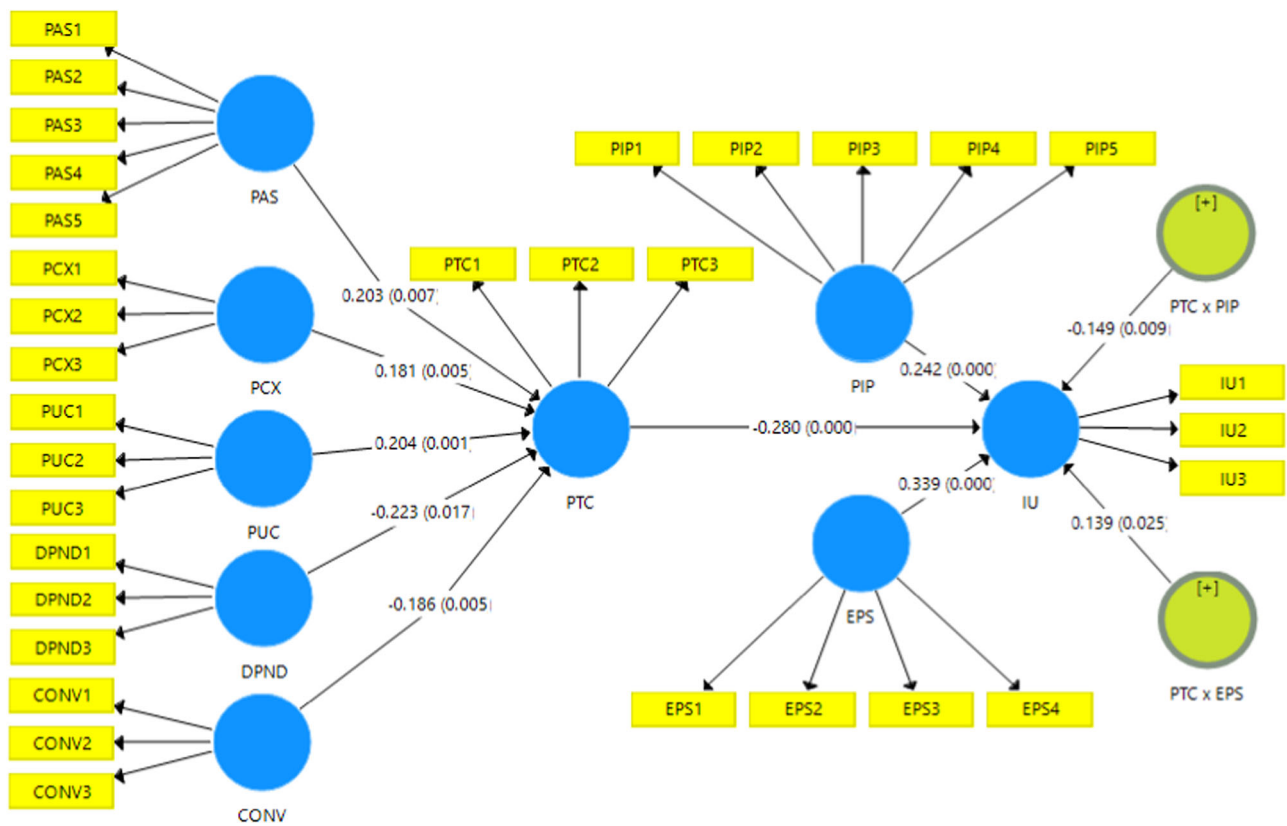 PAS1
PAS2
PAS3
PAS4
PAS5
PAS
PCX1
PCX2
PCX3
PCX
PUC1
PUC2
PUC3
PUC
DPND1
DPND2
DPND3
DPND
CONV1
CONV2
CONV3
CONV
0.203 (0.007)
0.181 (0.005)
0.204 (0.001)
-0.223 (0.017)
-0.186 (0.005)
PTC1
PTC2
PTC3
PTC
-0.280 (0.000)
PIP1
PIP2
PIP3
PIP4
PIP5
PIP
0.242 (0.000)
EPS
0.339 (0.000)
EPS1
EPS2
EPS3
EPS4
[+]
PTC x PIP
-0.149 (0.009)
IU
IU1
IU2
IU3
0.139 (0.025)
[+]
PTC x EPS